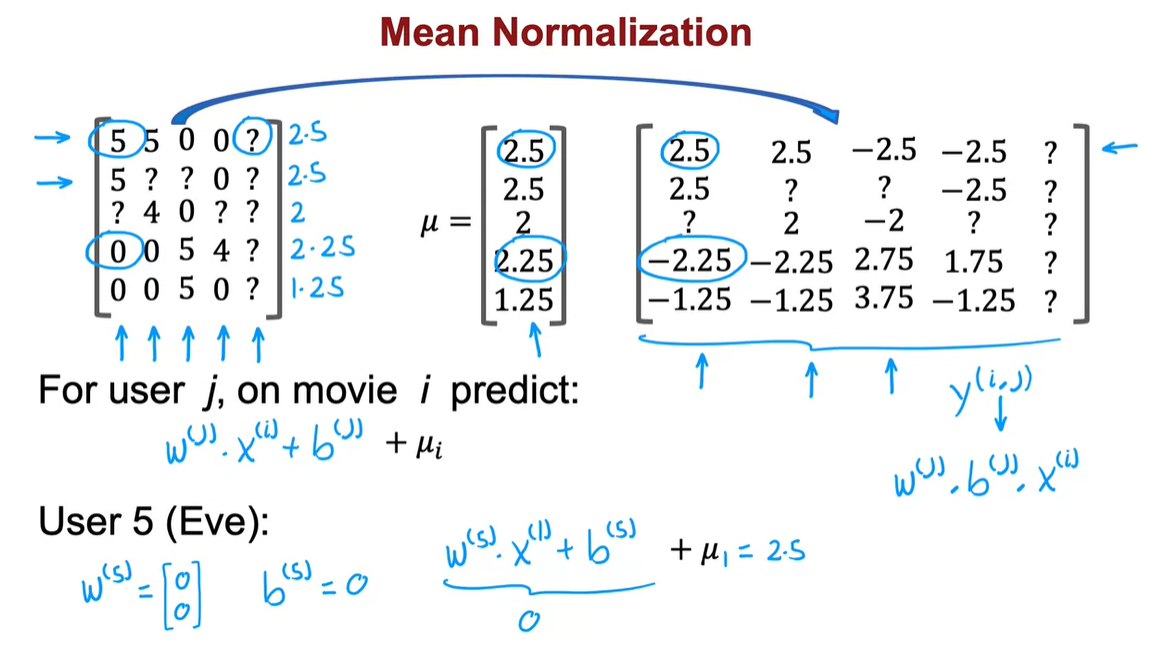 Mean Normalization
5 5 0 0 ? 2.5
5 ? ? 0 ? 2.5
? 4 0 ? ? 2
0 0 5 4 ? 2.25
0 0 5 0 ? 1.25
μ =
2.5
2.5
2
2.25
1.25
2.5 2.5 −2.5 −2.5 ?
2.5 ? ? −2.5 ?
? 2 −2 ? ?
−2.25 −2.25 2.75 1.75 ?
−1.25 −1.25 3.75 −1.25 ?
y^(i,j)
w^(j), b^(j), x^(i)
For user j, on movie i predict:
w^(j) · x^(i) + b^(j) + μ_i
User 5 (Eve):
w^(5) = [0 0] b^(5) = 0
w^(5) · x^(1) + b^(5) + μ_1 = 2.5
0